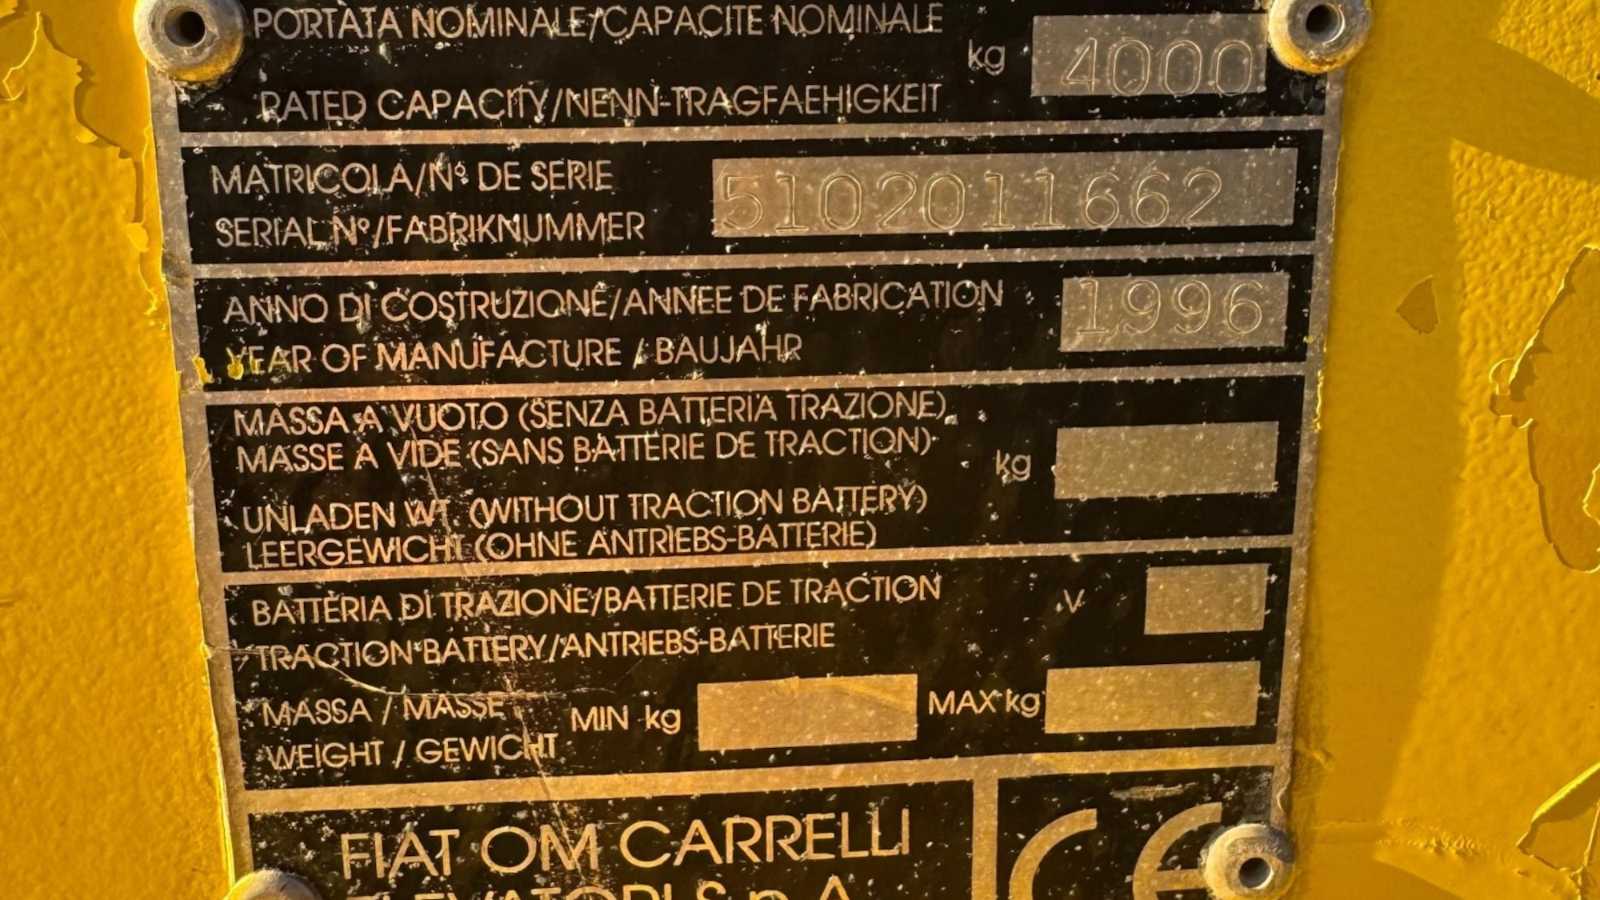 PORTATA NOMINALE/CAPACITE NOMINALE
kg 4000
RATED CAPACITY/NENN-TRAGFAEHIGKEIT
MATRICOLA/N° DE SERIE
5102011662
SERIAL N°/FABRIKNUMMER
ANNO DI COSTRUZIONE/ANNEE DE FABRICATION
1996
YEAR OF MANUFACTURE / BAUJAHR
MASSA A VUOTO (SENZA BATTERIA TRAZIONE)
MASSE A VIDE (SANS BATTERIE DE TRACTION)
kg
UNLADEN WT. (WITHOUT TRACTION BATTERY)
LEERGEWICHT (OHNE ANTRIEBS-BATTERIE)
BATTERIA DI TRAZIONE/BATTERIE DE TRACTION
V
TRACTION BATTERY/ANTRIEBS-BATTERIE
MASSA / MASSE MIN kg MAX kg
WEIGHT / GEWICHT
FIAT OM CARRELLI
ELEVATORI S.p.A.
CE